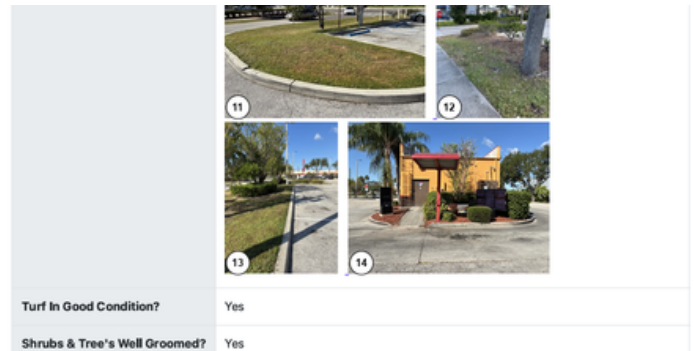 11
12
13
14
Turf In Good Condition?
Yes
Shrubs & Tree's Well Groomed?
Yes